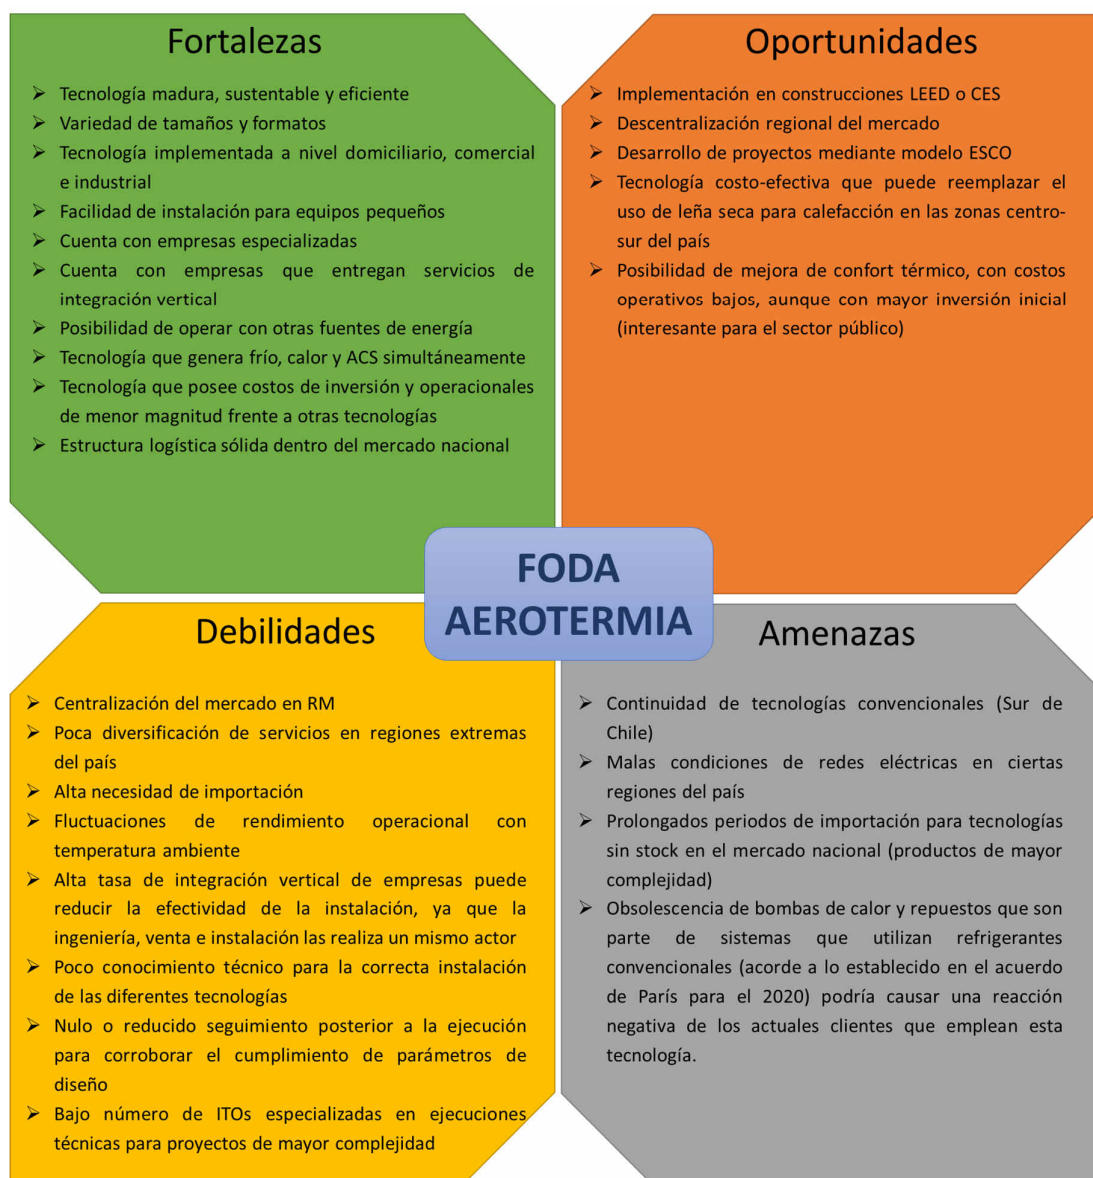 Fortalezas
➢ Tecnología madura, sustentable y eficiente
➢ Variedad de tamaños y formatos
➢ Tecnología implementada a nivel domiciliario, comercial
e industrial
➢ Facilidad de instalación para equipos pequeños
➢ Cuenta con empresas especializadas
➢ Cuenta con empresas que entregan servicios de
integración vertical
➢ Posibilidad de operar con otras fuentes de energía
➢ Tecnología que genera frío, calor y ACS simultáneamente
➢ Tecnología que posee costos de inversión y operacionales
de menor magnitud frente a otras tecnologías
➢ Estructura logística sólida dentro del mercado nacional
Oportunidades
➢ Implementación en construcciones LEED o CES
➢ Descentralización regional del mercado
➢ Desarrollo de proyectos mediante modelo ESCO
➢ Tecnología costo-efectiva que puede reemplazar el
uso de leña seca para calefacción en las zonas centro-
sur del país
➢ Posibilidad de mejora de confort térmico, con costos
operativos bajos, aunque con mayor inversión inicial
(interesante para el sector público)
FODA
AEROTERMIA
Debilidades
➢ Centralización del mercado en RM
➢ Poca diversificación de servicios en regiones extremas
del país
➢ Alta necesidad de importación
➢ Fluctuaciones de rendimiento operacional con
temperatura ambiente
➢ Alta tasa de integración vertical de empresas puede
reducir la efectividad de la instalación, ya que la
ingeniería, venta e instalación las realiza un mismo actor
➢ Poco conocimiento técnico para la correcta instalación
de las diferentes tecnologías
➢ Nulo o reducido seguimiento posterior a la ejecución
para corroborar el cumplimiento de parámetros de
diseño
➢ Bajo número de ITOs especializadas en ejecuciones
técnicas para proyectos de mayor complejidad
Amenazas
➢ Continuidad de tecnologías convencionales (Sur de
Chile)
➢ Malas condiciones de redes eléctricas en ciertas
regiones del país
➢ Prolongados periodos de importación para tecnologías
sin stock en el mercado nacional (productos de mayor
complejidad)
➢ Obsolescencia de bombas de calor y repuestos que son
parte de sistemas que utilizan refrigerantes
convencionales (acorde a lo establecido en el acuerdo
de París para el 2020) podría causar una reacción
negativa de los actuales clientes que emplean esta
tecnología.